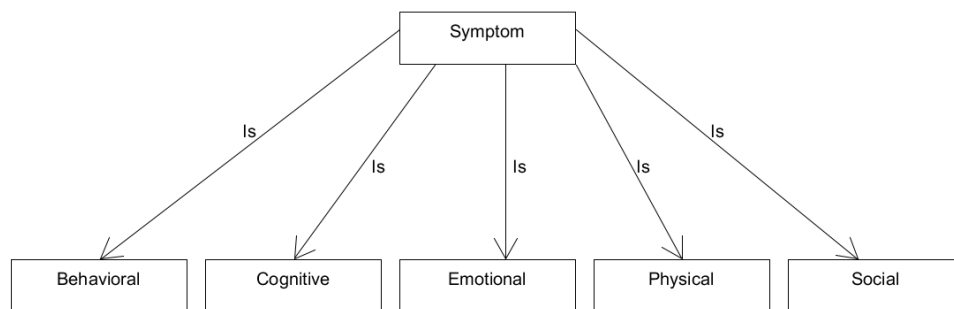 Symptom
Is
Is
Is
Is
Is
Behavioral
Cognitive
Emotional
Physical
Social